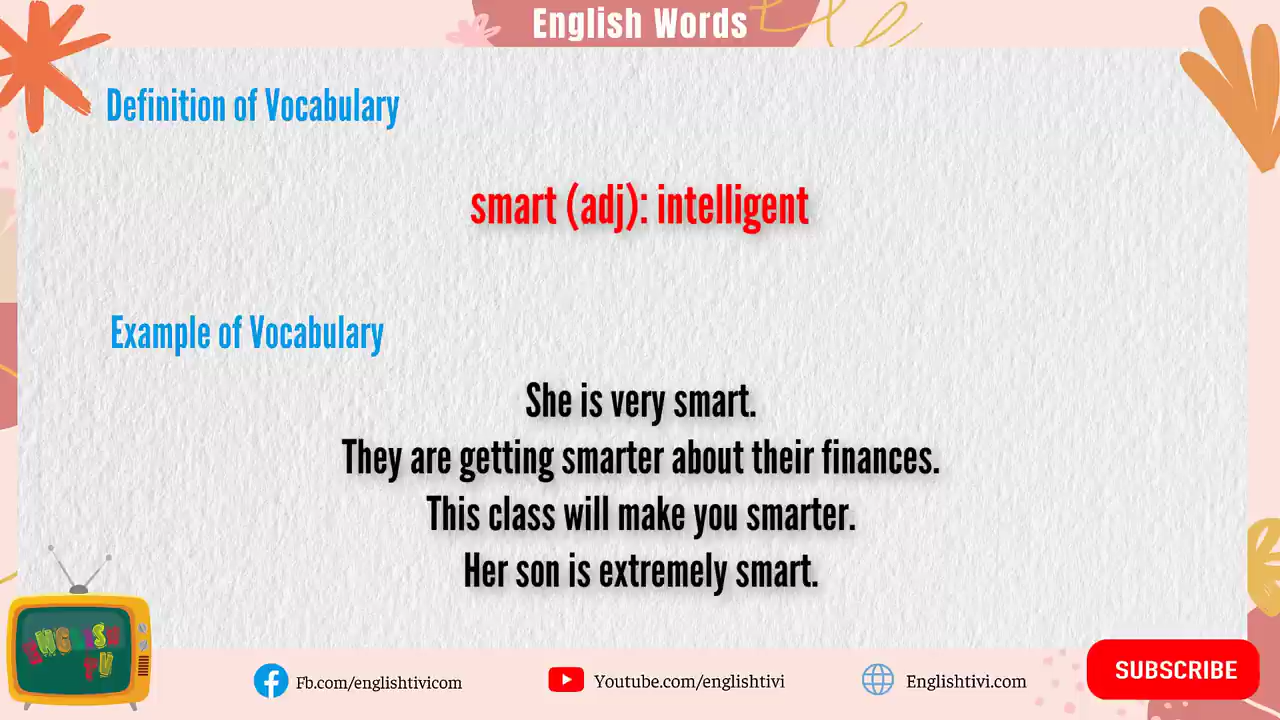 English Words
Definition of Vocabulary
smart (adj): intelligent
Example of Vocabulary
She is very smart.
They are getting smarter about their finances.
This class will make you smarter.
Her son is extremely smart.
ENGLISH
TV
Fb.com/englishtivicom
Youtube.com/englishtivi
Englishtivi.com
SUBSCRIBE